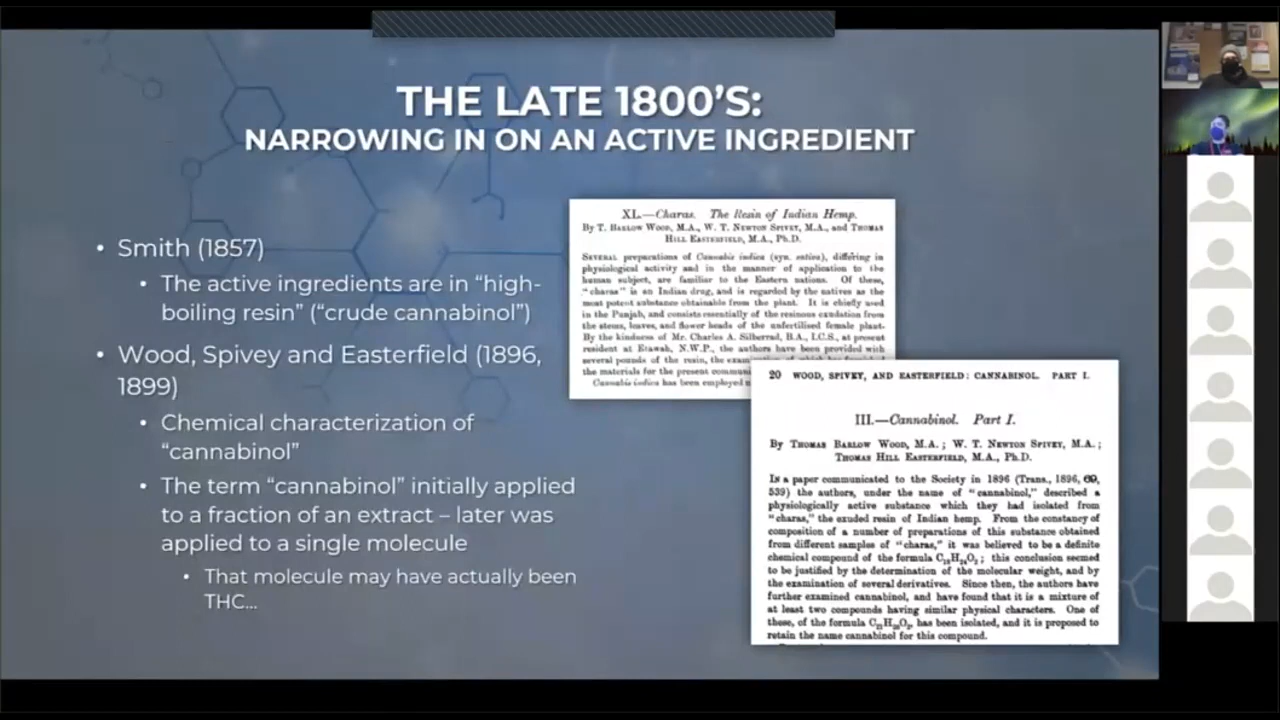 THE LATE 1800'S:
NARROWING IN ON AN ACTIVE INGREDIENT
• Smith (1857)
• The active ingredients are in “high-
boiling resin” (“crude cannabinol”)
• Wood, Spivey and Easterfield (1896,
1899)
• Chemical characterization of
“cannabinol”
• The term “cannabinol” initially applied
to a fraction of an extract – later was
applied to a single molecule
• That molecule may have actually been
THC...
XI.—Charas. The Resin of Indian Hemp.
By T. Barlow Wood, M.A., W. T. Newton Spivey, M.A., and Thomas
Hill Easterfield, M.A., Ph.D.
Several preparations of Cannabis indica (syn. sativa), differing in
physiological activity and in the manner of application to the
human subject, are familiar to the Eastern nations. Of these,
“charas” is an Indian drug, and is regarded by the natives as the
most potent substance obtainable from the plant. It is chiefly used
in the Punjab, and consists essentially of the resinous exudation from
the stems, leaves, and flower heads of the unfertilised female plant.
By the kindness of Mr. Charles A. Silberrad, B.A., I.C.S., at present
resident at Etawah, N.W.P., the authors have been provided with
several pounds of the resin, the
the materials for the present
Cannabis indica has been employed
20 WOOD, SPIVEY, AND EASTERFIELD: CANNABINOL. PART I.
III.—Cannabinol. Part I.
By Thomas Barlow Wood, M.A.; W. T. Newton Spivey, M.A.;
Thomas Hill Easterfield, M.A., Ph.D.
In a paper communicated to the Society in 1896 (Trans., 1896, 69,
539) the authors, under the name of “cannabinol,” described a
physiologically active substance which they had isolated from
“charas,” the exuded resin of Indian hemp. From the constancy of
composition of a number of preparations of this substance obtained
from different samples of “charas,” it was believed to be a definite
chemical compound of the formula C₁₈H₂₄O₂; this conclusion seemed
to be justified by the determination of the molecular weight, and by
the examination of several derivatives. Since then, the authors have
further examined cannabinol, and have found that it is a mixture of
at least two compounds having similar physical characters. One of
these, of the formula has been isolated, and it is proposed to
retain the name cannabinol for this compound.